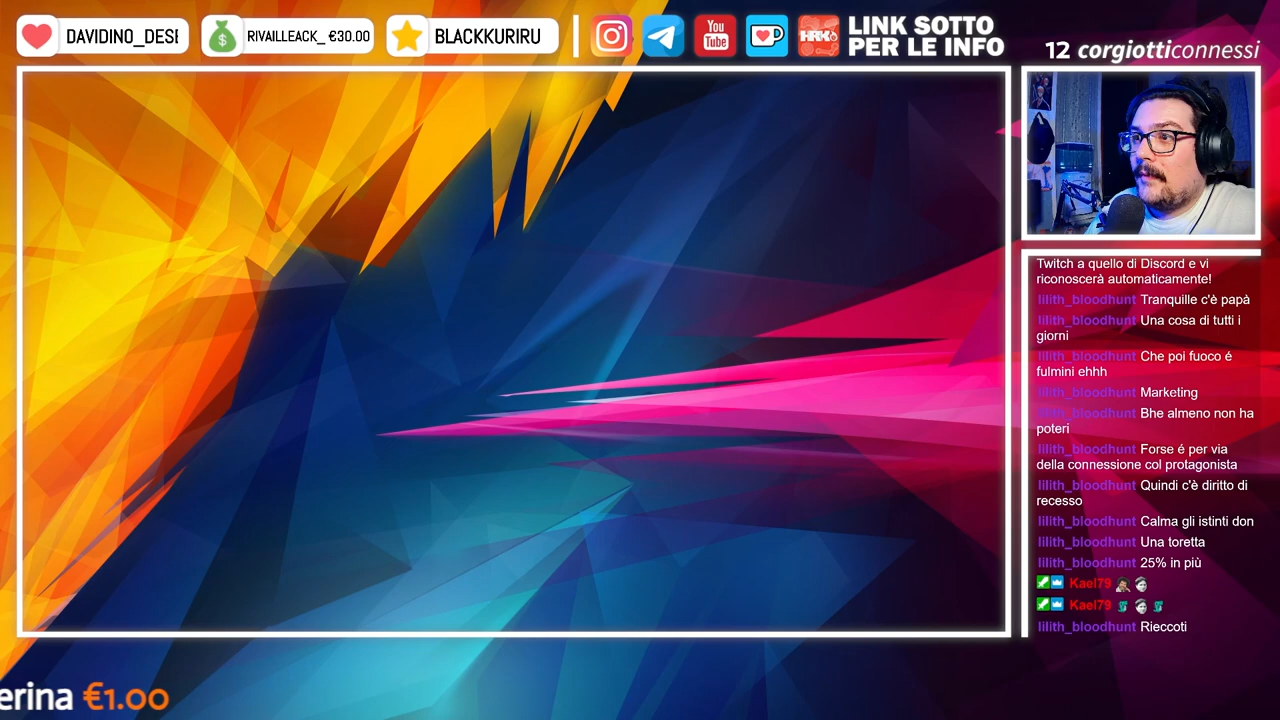 DAVIDINO_DESI
RIVAILLEACK_ €30.00
BLACKKURIRU
You
Tube
HRK
LINK SOTTO
PER LE INFO
12 corgiotticonnessi
Twitch a quello di Discord e vi
riconoscerà automaticamente!
lilith_bloodhunt Tranquille c'è papà
lilith_bloodhunt Una cosa di tutti i
giorni
lilith_bloodhunt Che poi fuoco é
fulmini ehhh
lilith_bloodhunt Marketing
lilith_bloodhunt Bhe almeno non ha
poteri
lilith_bloodhunt Forse é per via
della connessione col protagonista
lilith_bloodhunt Quindi c'è diritto di
recesso
lilith_bloodhunt Calma gli istinti don
lilith_bloodhunt Una toretta
lilith_bloodhunt 25% in più
Kael79
Kael79
lilith_bloodhunt Rieccoti
erina €1.00